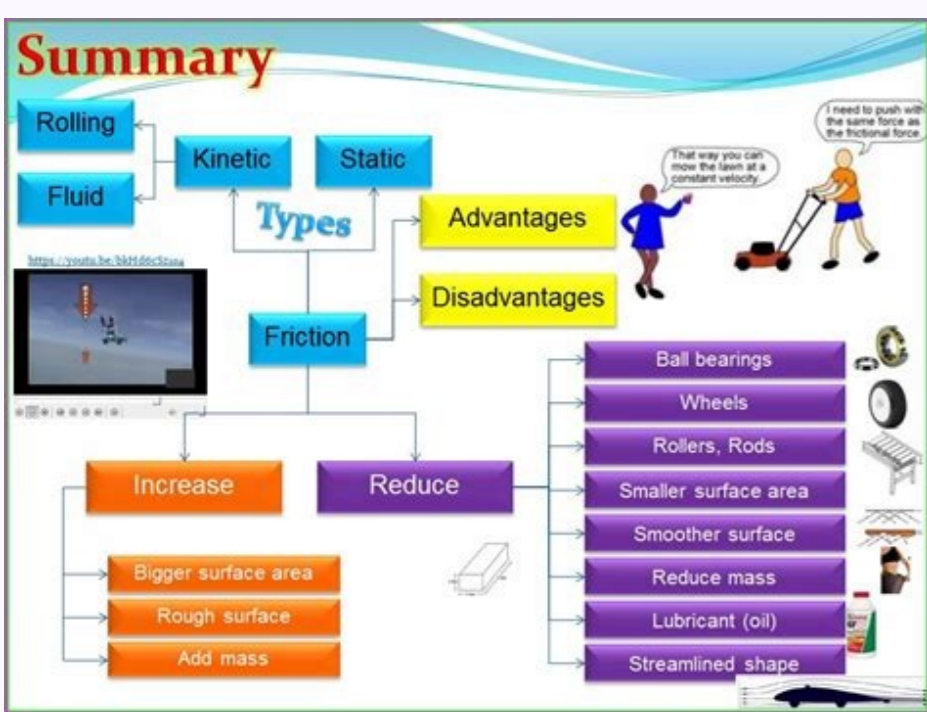 Summary
Rolling
Kinetic
Static
Fluid
Types
Advantages
Disadvantages
I need to push with
the same force as
the frictional force.
That way you can
mow the lawn at a
constant velocity.
Friction
Ball bearings
Wheels
Rollers, Rods
Increase
Reduce
Smaller surface area
Smoother surface
Bigger surface area
Reduce mass
Rough surface
Lubricant (oil)
Add mass
Streamlined shape